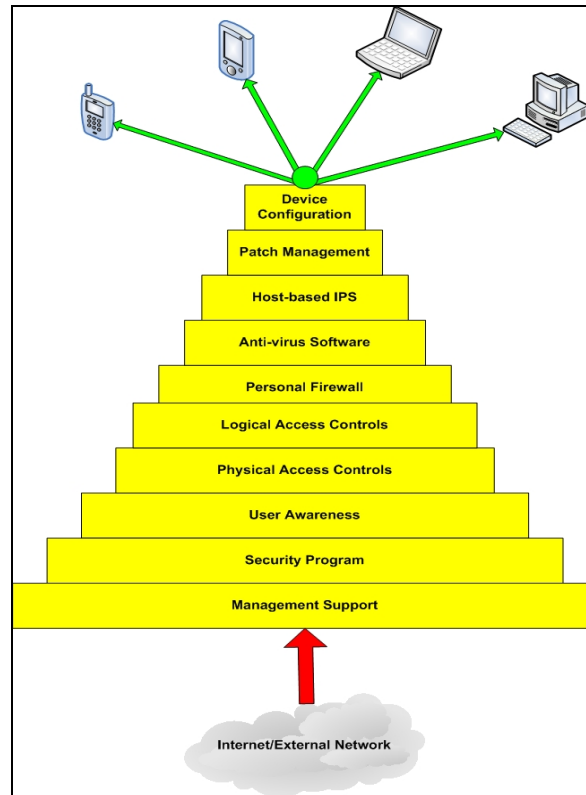 Device
Configuration
Patch Management
Host-based IPS
Anti-virus Software
Personal Firewall
Logical Access Controls
Physical Access Controls
User Awareness
Security Program
Management Support
Internet/External Network